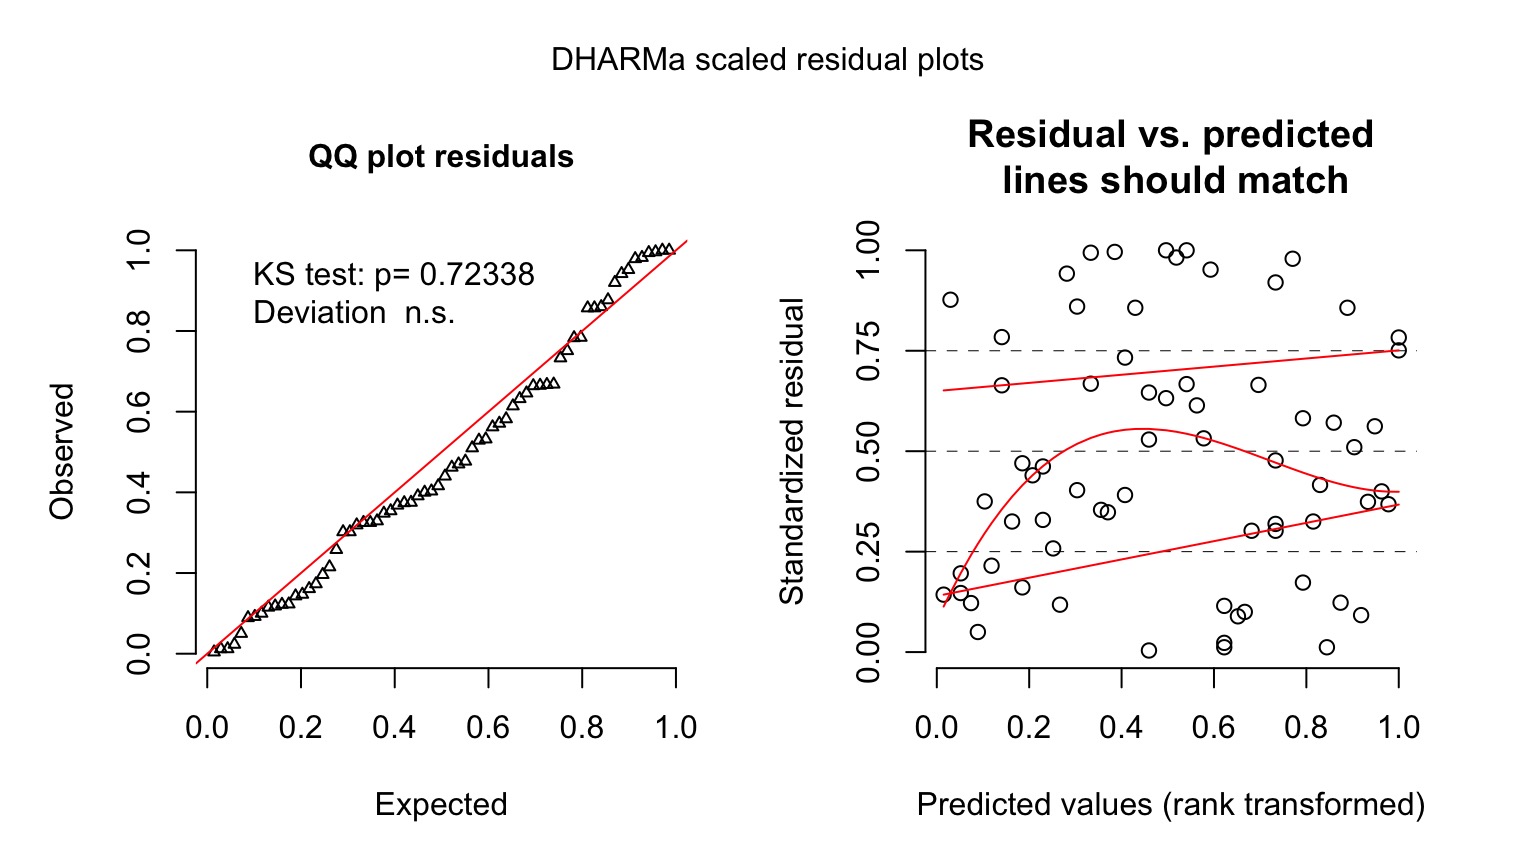 DHARMa scaled residual plots
QQ plot residuals
KS test: p= 0.72338
Deviation  n.s.
Observed
0.0 0.2 0.4 0.6 0.8 1.0
0.0 0.2 0.4 0.6 0.8 1.0
Expected
Residual vs. predicted
lines should match
Standardized residual
0.00 0.25 0.50 0.75 1.00
0.0 0.2 0.4 0.6 0.8 1.0
Predicted values (rank transformed)